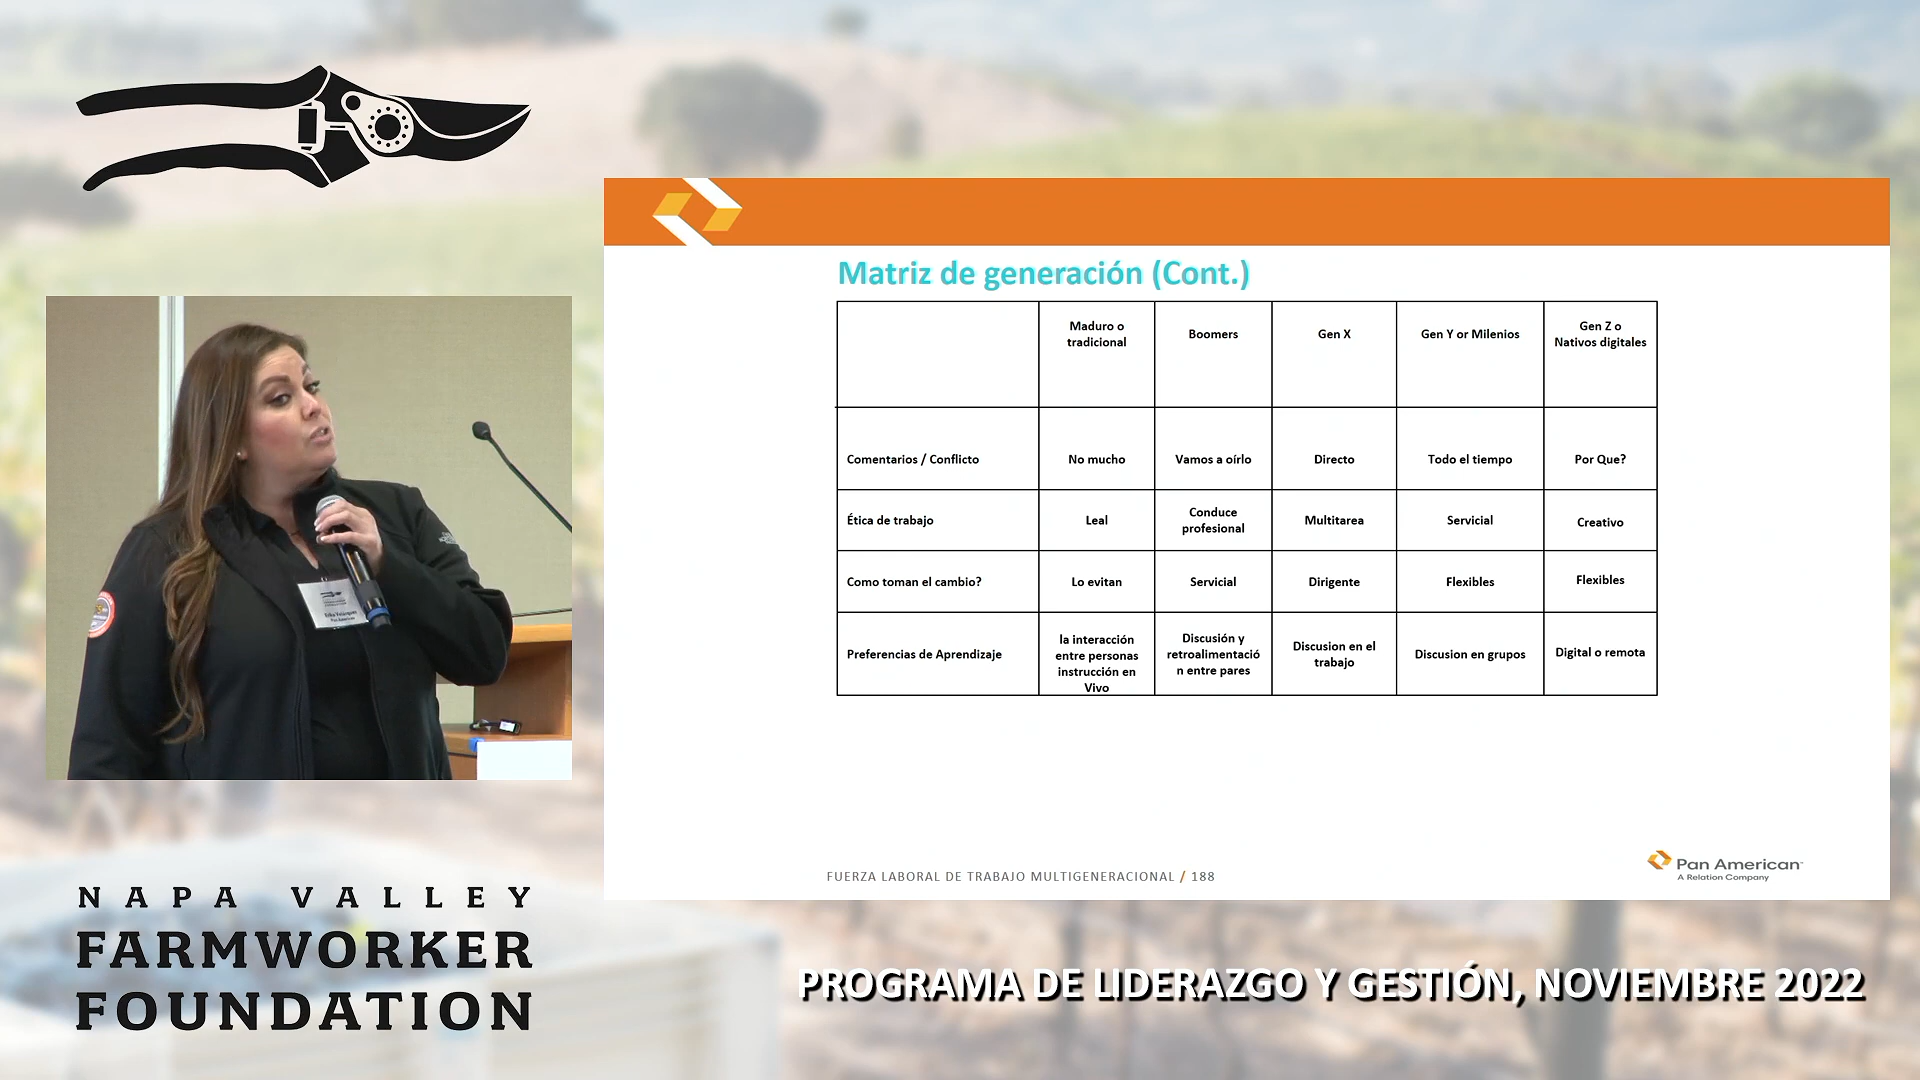 Matriz de generación (Cont.)
Maduro o
tradicional
Boomers
Gen X
Gen Y or Milenios
Gen Z o
Nativos digitales
Comentarios / Conflicto
No mucho
Vamos a oírlo
Directo
Todo el tiempo
Por Que?
Ética de trabajo
Leal
Conduce
profesional
Multitarea
Servicial
Creativo
Como toman el cambio?
Lo evitan
Servicial
Dirigente
Flexibles
Flexibles
Preferencias de Aprendizaje
la interacción
entre personas
instrucción en
Vivo
Discusión y
retroalimentació
n entre pares
Discusion en el
trabajo
Discusion en grupos
Digital o remota
FUERZA LABORAL DE TRABAJO MULTIGENERACIONAL / 188
Pan American
A Relation Company
NAPA VALLEY
FARMWORKER
FOUNDATION
PROGRAMA DE LIDERAZGO Y GESTIÓN, NOVIEMBRE 2022